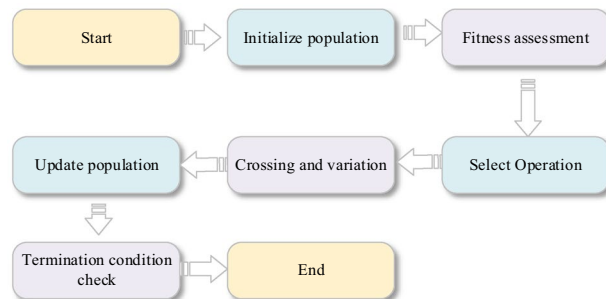 Start
Initialize population
Fitness assessment
Select Operation
Crossing and variation
Update population
Termination condition
check
End